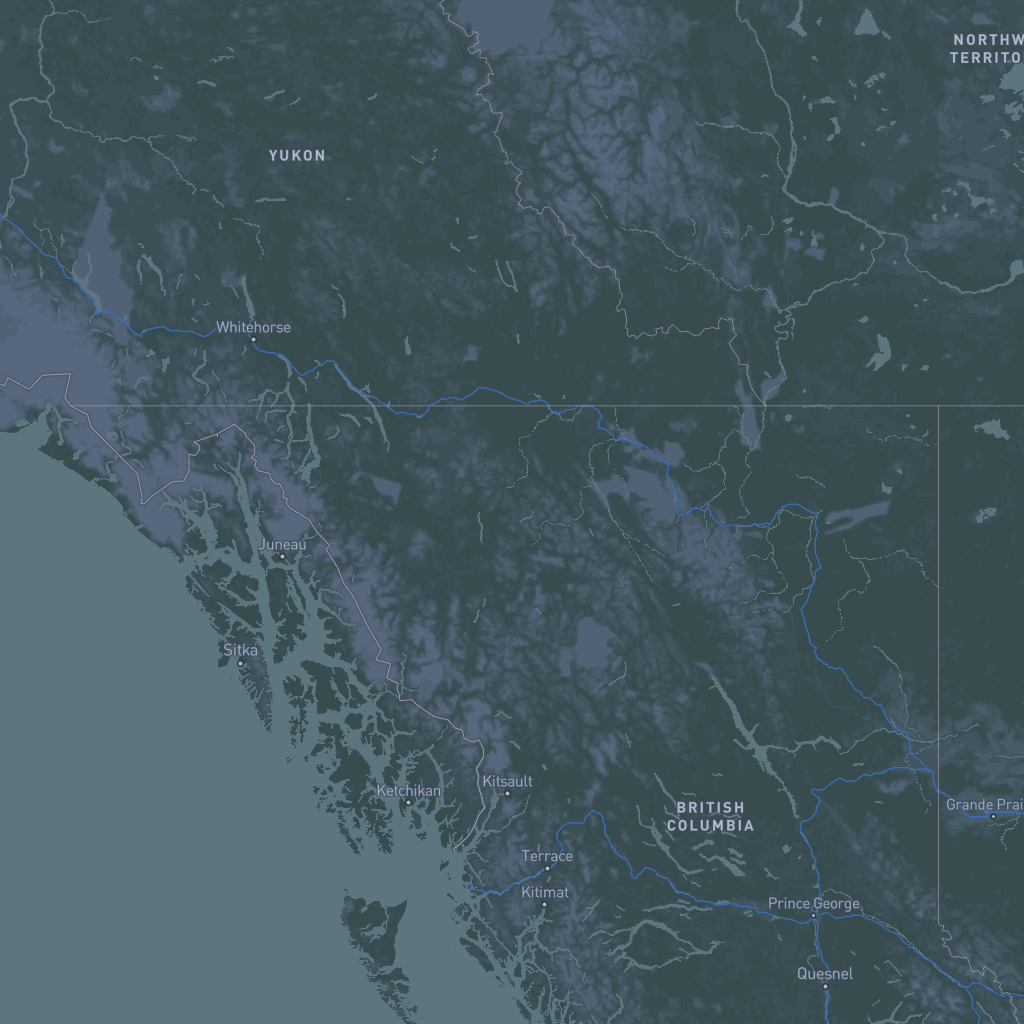 NORTHW
TERRITO
YUKON
Whitehorse
Juneau
Sitka
Kitsault
Ketchikan
BRITISH
COLUMBIA
Grande Prai
Terrace
Kitimat
Prince George
Quesnel